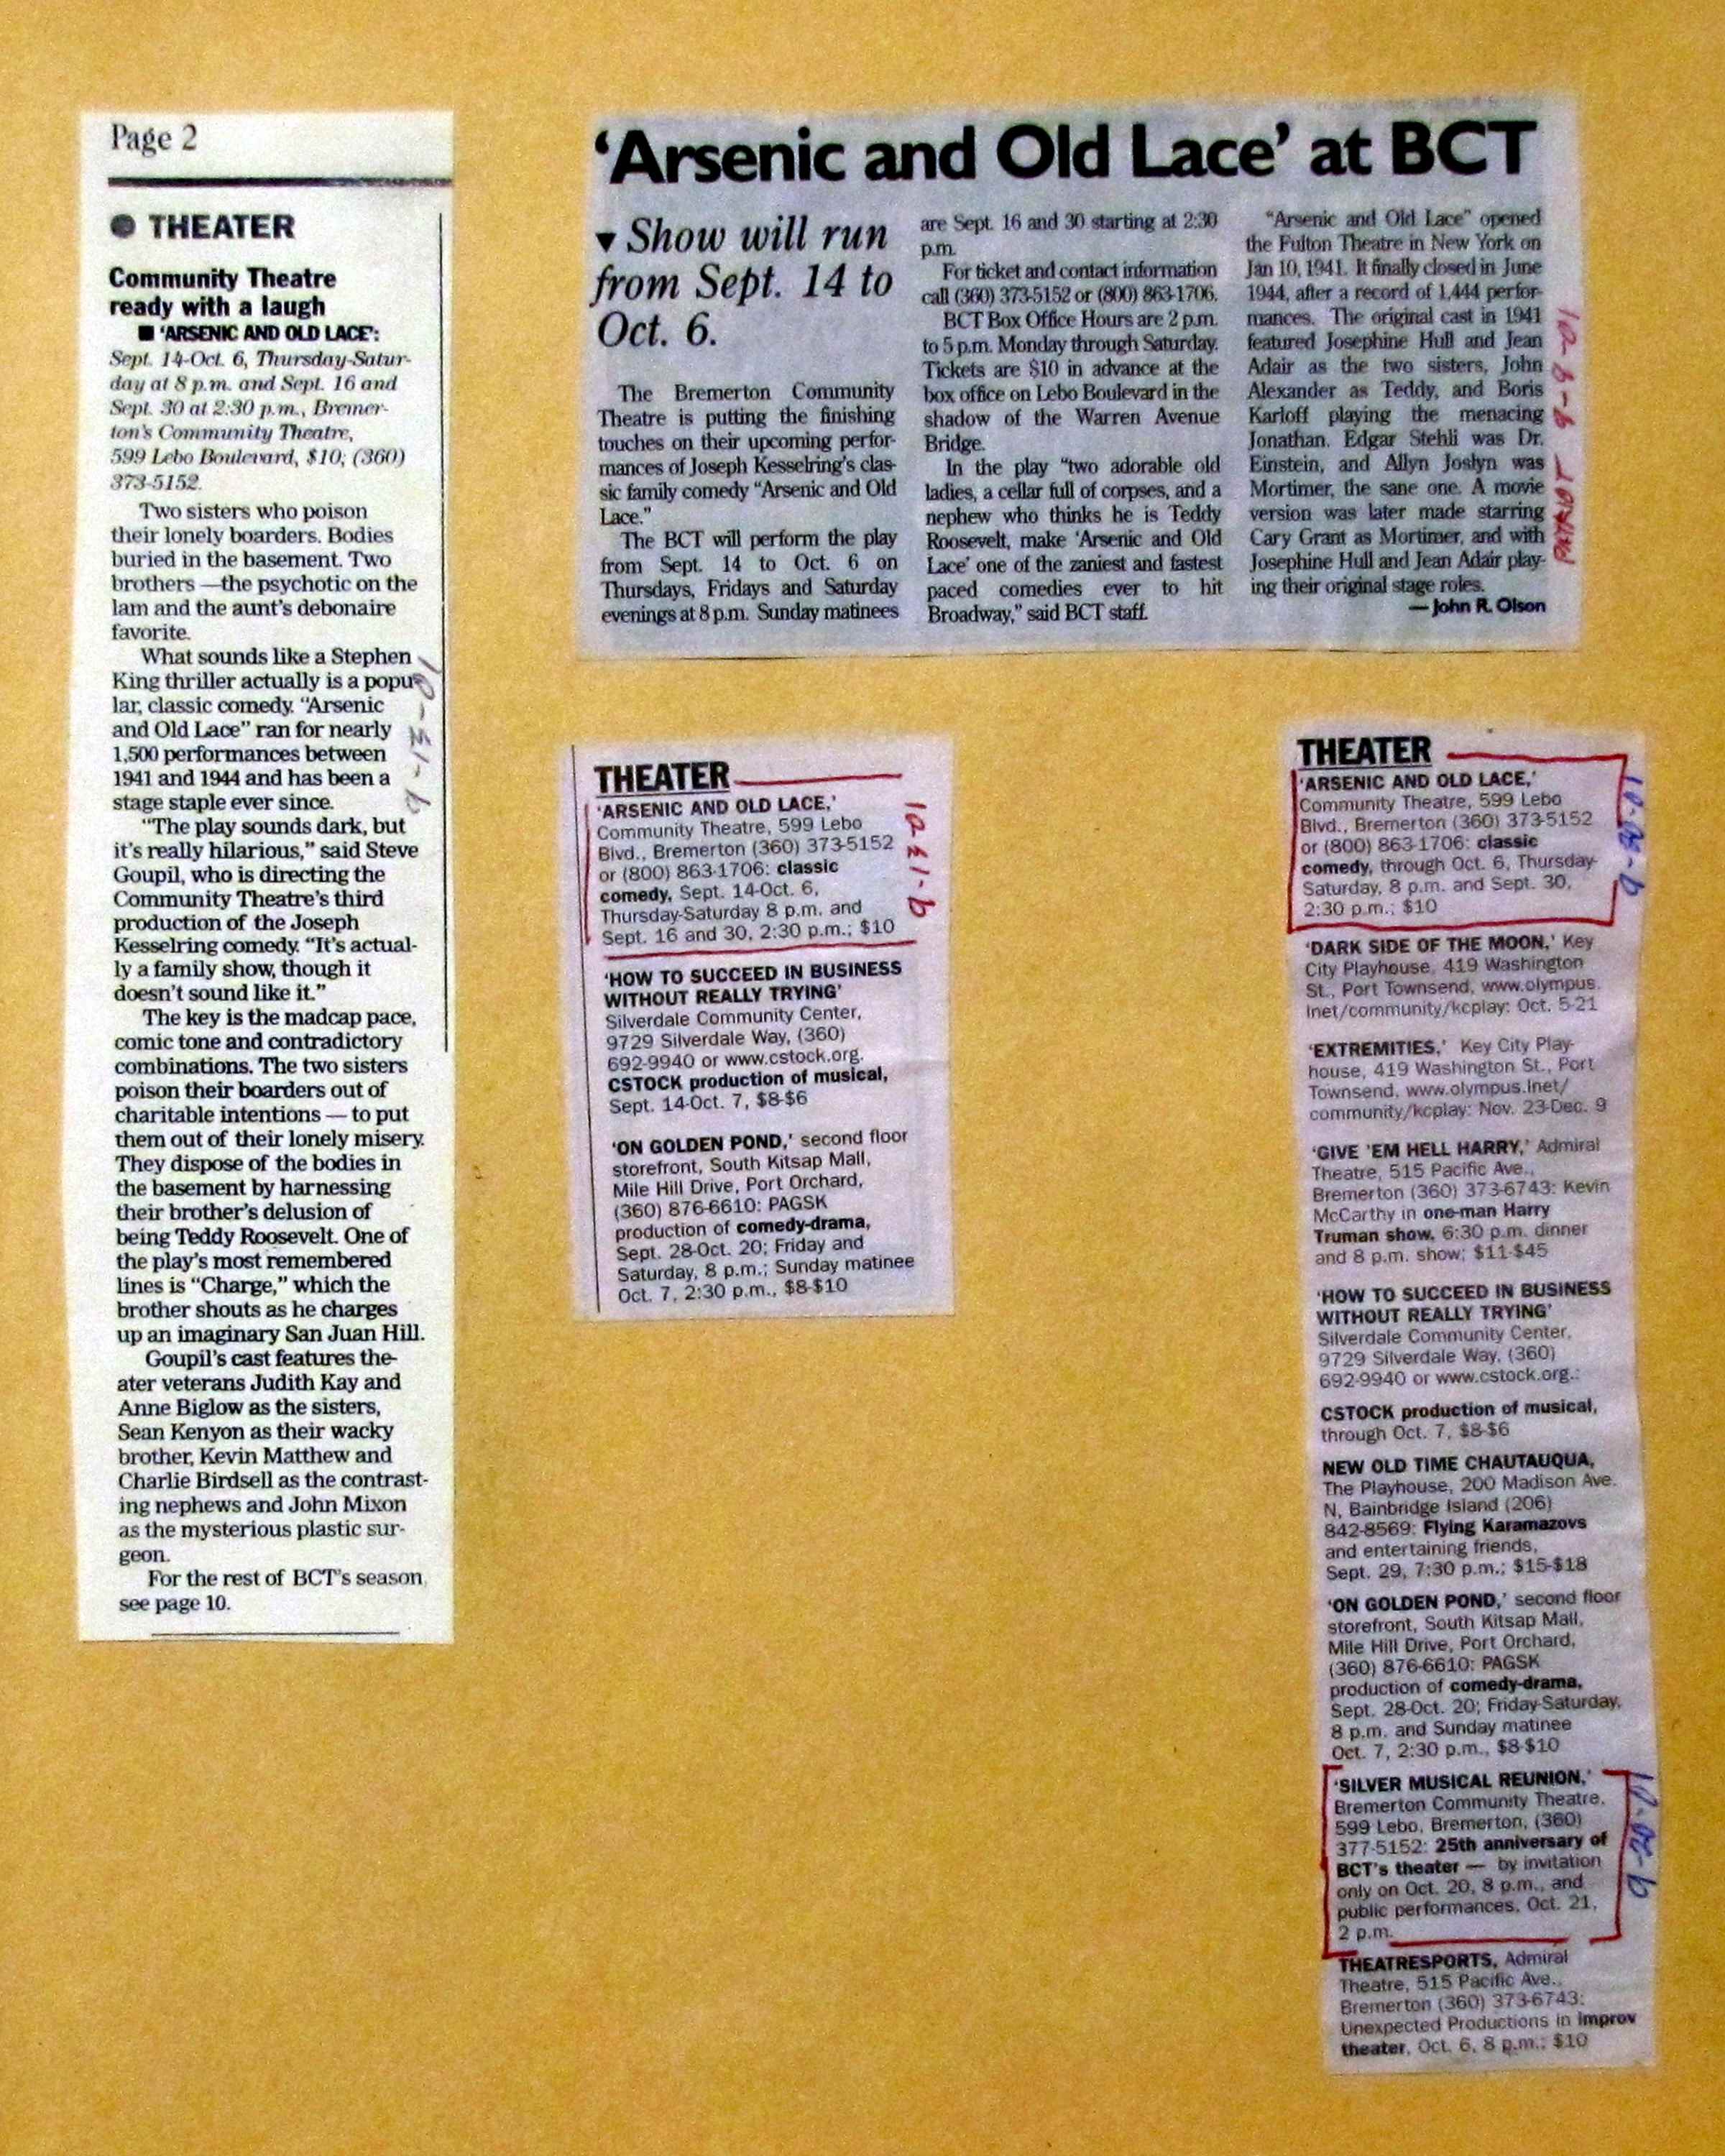 Page 2
● THEATER
Community Theatre
ready with a laugh
■ 'ARSENIC AND OLD LACE':
Sept. 14-Oct. 6, Thursday-Satur-
day at 8 p.m. and Sept. 16 and
Sept. 30 at 2:30 p.m., Bremer-
ton's Community Theatre,
599 Lebo Boulevard, $10; (360)
373-5152.
Two sisters who poison
their lonely boarders. Bodies
buried in the basement. Two
brothers —the psychotic on the
lam and the aunt's debonaire
favorite.
What sounds like a Stephen
King thriller actually is a popu-
lar, classic comedy. "Arsenic
and Old Lace" ran for nearly
1,500 performances between
1941 and 1944 and has been a
stage staple ever since.
"The play sounds dark, but
it's really hilarious," said Steve
Goupil, who is directing the
Community Theatre's third
production of the Joseph
Kesselring comedy. "It's actual-
ly a family show, though it
doesn't sound like it."
The key is the madcap pace,
comic tone and contradictory
combinations. The two sisters
poison their boarders out of
charitable intentions — to put
them out of their lonely misery.
They dispose of the bodies in
the basement by harnessing
their brother's delusion of
being Teddy Roosevelt. One of
the play's most remembered
lines is "Charge," which the
brother shouts as he charges
up an imaginary San Juan Hill.
Goupil's cast features the-
ater veterans Judith Kay and
Anne Biglow as the sisters,
Sean Kenyon as their wacky
brother, Kevin Matthew and
Charlie Birdsell as the contrast-
ing nephews and John Mixon
as the mysterious plastic sur-
geon.
For the rest of BCT's season,
see page 10.
9-13-01
'Arsenic and Old Lace' at BCT
▼ Show will run
from Sept. 14 to
Oct. 6.
The Bremerton Community
Theatre is putting the finishing
touches on their upcoming perfor-
mances of Joseph Kesselring's clas-
sic family comedy "Arsenic and Old
Lace."
The BCT will perform the play
from Sept. 14 to Oct. 6 on
Thursdays, Fridays and Saturday
evenings at 8 p.m. Sunday matinees
are Sept. 16 and 30 starting at 2:30
p.m.
For ticket and contact information
call (360) 373-5152 or (800) 863-1706.
BCT Box Office Hours are 2 p.m.
to 5 p.m. Monday through Saturday.
Tickets are $10 in advance at the
box office on Lebo Boulevard in the
shadow of the Warren Avenue
Bridge.
In the play "two adorable old
ladies, a cellar full of corpses, and a
nephew who thinks he is Teddy
Roosevelt, make 'Arsenic and Old
Lace' one of the zaniest and fastest
paced comedies ever to hit
Broadway," said BCT staff.
"Arsenic and Old Lace" opened
the Fulton Theatre in New York on
Jan 10, 1941. It finally closed in June
1944, after a record of 1,444 perfor-
mances. The original cast in 1941
featured Josephine Hull and Jean
Adair as the two sisters, John
Alexander as Teddy, and Boris
Karloff playing the menacing
Jonathan. Edgar Stehli was Dr.
Einstein, and Allyn Joslyn was
Mortimer, the sane one. A movie
version was later made starring
Cary Grant as Mortimer, and with
Josephine Hull and Jean Adair play-
ing their original stage roles.
— John R. Olson
THEATER
'ARSENIC AND OLD LACE,'
Community Theatre, 599 Lebo
Blvd., Bremerton (360) 373-5152
or (800) 863-1706: classic
comedy, Sept. 14-Oct. 6,
Thursday-Saturday 8 p.m. and
Sept. 16 and 30, 2:30 p.m.; $10
9-13-01
'HOW TO SUCCEED IN BUSINESS
WITHOUT REALLY TRYING'
Silverdale Community Center,
9729 Silverdale Way, (360)
692-9940 or www.cstock.org.
CSTOCK production of musical,
Sept. 14-Oct. 7, $8-$6
'ON GOLDEN POND,' second floor
storefront, South Kitsap Mall,
Mile Hill Drive, Port Orchard,
(360) 876-6610: PAGSK
production of comedy-drama,
Sept. 28-Oct. 20; Friday and
Saturday, 8 p.m.; Sunday matinee
Oct. 7, 2:30 p.m., $8-$10
THEATER
'ARSENIC AND OLD LACE,'
Community Theatre, 599 Lebo
Blvd., Bremerton (360) 373-5152
or (800) 863-1706: classic
comedy, through Oct. 6, Thursday-
Saturday, 8 p.m. and Sept. 30,
2:30 p.m.; $10
9-20-01
'DARK SIDE OF THE MOON,' Key
City Playhouse, 419 Washington
St., Port Townsend, www.olympus.
lnet/community/kcplay: Oct. 5-21
'EXTREMITIES,' Key City Play-
house, 419 Washington St., Port
Townsend, www.olympus.lnet/
community/kcplay: Nov. 23-Dec. 9
'GIVE 'EM HELL HARRY,' Admiral
Theatre, 515 Pacific Ave.,
Bremerton (360) 373-6743: Kevin
McCarthy in one-man Harry
Truman show, 6:30 p.m. dinner
and 8 p.m. show; $11-$45
'HOW TO SUCCEED IN BUSINESS
WITHOUT REALLY TRYING'
Silverdale Community Center,
9729 Silverdale Way, (360)
692-9940 or www.cstock.org.:
CSTOCK production of musical,
through Oct. 7, $8-$6
NEW OLD TIME CHAUTAUQUA,
The Playhouse, 200 Madison Ave.
N, Bainbridge Island (206)
842-8569: Flying Karamazovs
and entertaining friends,
Sept. 29, 7:30 p.m.; $15-$18
'ON GOLDEN POND,' second floor
storefront, South Kitsap Mall,
Mile Hill Drive, Port Orchard,
(360) 876-6610: PAGSK
production of comedy-drama,
Sept. 28-Oct. 20; Friday-Saturday,
8 p.m. and Sunday matinee
Oct. 7, 2:30 p.m., $8-$10
'SILVER MUSICAL REUNION,'
Bremerton Community Theatre,
599 Lebo, Bremerton, (360)
377-5152: 25th anniversary of
BCT's theater — by invitation
only on Oct. 20, 8 p.m., and
public performances, Oct. 21,
2 p.m.
9-20-01
THEATRESPORTS, Admiral
Theatre, 515 Pacific Ave.,
Bremerton (360) 373-6743:
Unexpected Productions in improv
theater, Oct. 6, 8 p.m.; $10